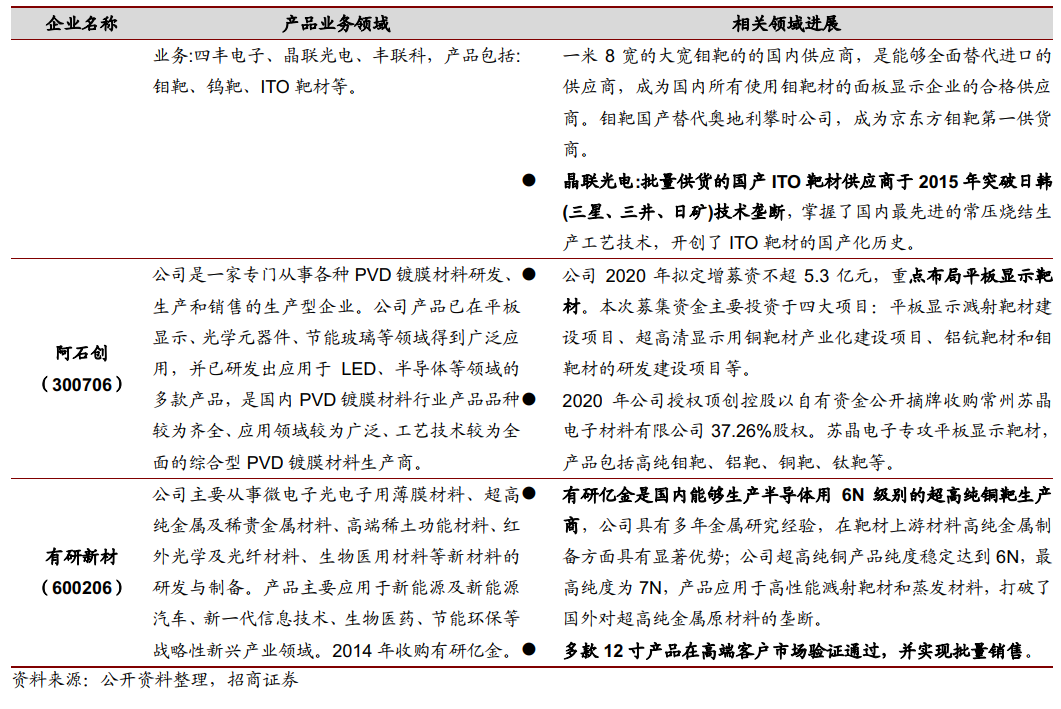 企业名称 产品业务领域 相关领域进展
业务:四丰电子、晶联光电、丰联科，产品包括:
钼靶、钨靶、ITO 靶材等。
一米 8 宽的大宽钼靶的的国内供应商，是能够全面替代进口的
供应商，成为国内所有使用钼靶材的面板显示企业的合格供应
商。钼靶国产替代奥地利攀时公司，成为京东方钼靶第一供货
商。
● 晶联光电:批量供货的国产 ITO 靶材供应商于 2015 年突破日韩
(三星、三井、日矿)技术垄断，掌握了国内最先进的常压烧结生
产工艺技术，开创了 ITO 靶材的国产化历史。
阿石创
（300706）
公司是一家专门从事各种 PVD 镀膜材料研发、
生产和销售的生产型企业。公司产品已在平板
显示、光学元器件、节能玻璃等领域得到广泛应
用，并已研发出应用于 LED、半导体等领域的
多款产品，是国内 PVD 镀膜材料行业产品品种
较为齐全、应用领域较为广泛、工艺技术较为全
面的综合型 PVD 镀膜材料生产商。
● 公司 2020 年拟定增募资不超 5.3 亿元，重点布局平板显示靶
材。本次募集资金主要投资于四大项目：平板显示溅射靶材建
设项目、超高清显示用铜靶材产业化建设项目、铝钪靶材和钼
靶材的研发建设项目等。
● 2020 年公司授权顶创控股以自有资金公开摘牌收购常州苏晶
电子材料有限公司 37.26%股权。苏晶电子专攻平板显示靶材，
产品包括高纯钼靶、铝靶、铜靶、钛靶等。
有研新材
（600206）
公司主要从事微电子光电子用薄膜材料、超高
纯金属及稀贵金属材料、高端稀土功能材料、红
外光学及光纤材料、生物医用材料等新材料的
研发与制备。产品主要应用于新能源及新能源
汽车、新一代信息技术、生物医药、节能环保等
战略性新兴产业领域。2014 年收购有研亿金。
● 有研亿金是国内能够生产半导体用 6N 级别的超高纯铜靶生产
商，公司具有多年金属研究经验，在靶材上游材料高纯金属制
备方面具有显著优势；公司超高纯铜产品纯度稳定达到 6N，最
高纯度为 7N，产品应用于高性能溅射靶材和蒸发材料，打破了
国外对超高纯金属原材料的垄断。
● 多款 12 寸产品在高端客户市场验证通过，并实现批量销售。
资料来源：公开资料整理，招商证券